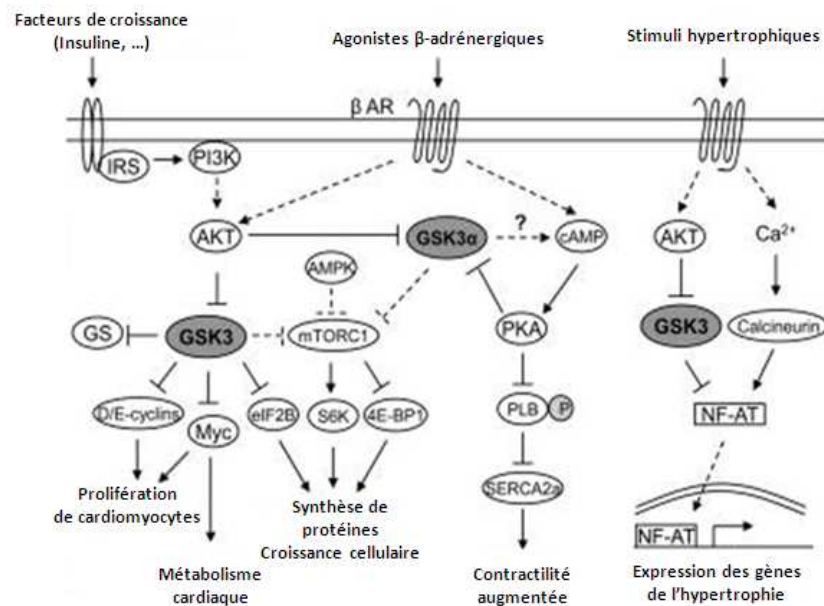 Facteurs de croissance
(Insuline, …)
Agonistes β-adrénergiques
Stimuli hypertrophiques
β AR
IRS
PI3K
AKT
GSK3α
?
cAMP
AKT
Ca²⁺
AMPK
GS
GSK3
mTORC1
PKA
GSK3
Calcineurin
D/E-cyclins
Myc
eIF2B
S6K
4E-BP1
PLB
P
NF-AT
SERCA2a
Prolifération
de cardiomyocytes
Synthèse de
protéines
Croissance cellulaire
NF-AT
Métabolisme
cardiaque
Contractilité
augmentée
Expression des gènes
de l’hypertrophie